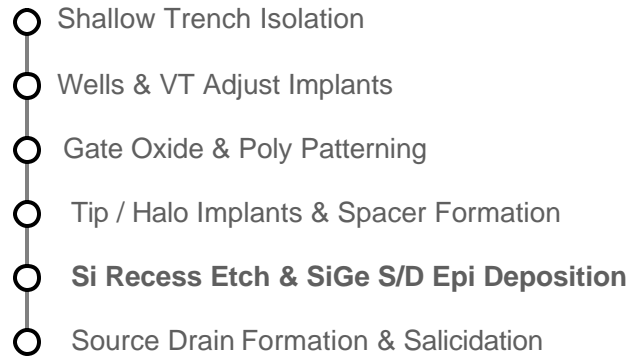 Shallow Trench Isolation
Wells & VT Adjust Implants
Gate Oxide & Poly Patterning
Tip / Halo Implants & Spacer Formation
Si Recess Etch & SiGe S/D Epi Deposition
Source Drain Formation & Salicidation